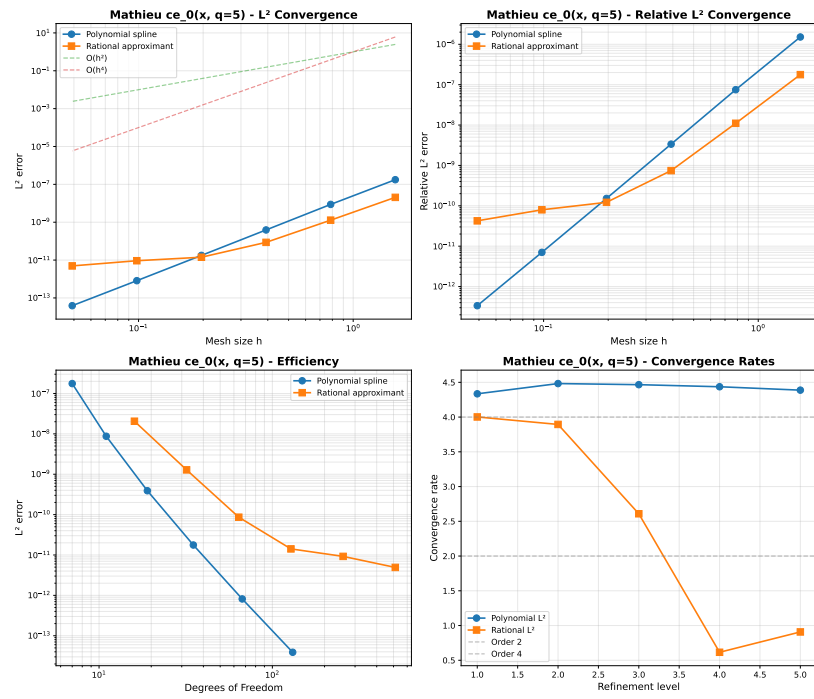 Mathieu ce_0(x, q=5) - L² Convergence
Polynomial spline
Rational approximant
O(h²)
O(h⁴)
10¹
10⁻¹
10⁻³
10⁻⁵
10⁻⁷
10⁻⁹
10⁻¹¹
10⁻¹³
L² error
10⁻¹
10⁰
Mesh size h
Mathieu ce_0(x, q=5) - Relative L² Convergence
Polynomial spline
Rational approximant
10⁻⁶
10⁻⁷
10⁻⁸
10⁻⁹
10⁻¹⁰
10⁻¹¹
10⁻¹²
Relative L² error
10⁻¹
10⁰
Mesh size h
Mathieu ce_0(x, q=5) - Efficiency
Polynomial spline
Rational approximant
10⁻⁷
10⁻⁸
10⁻⁹
10⁻¹⁰
10⁻¹¹
10⁻¹²
10⁻¹³
L² error
10¹
10²
Degrees of Freedom
Mathieu ce_0(x, q=5) - Convergence Rates
4.5
4.0
3.5
3.0
2.5
2.0
1.5
1.0
0.5
Convergence rate
Polynomial L²
Rational L²
Order 2
Order 4
1.0
1.5
2.0
2.5
3.0
3.5
4.0
4.5
5.0
Refinement level